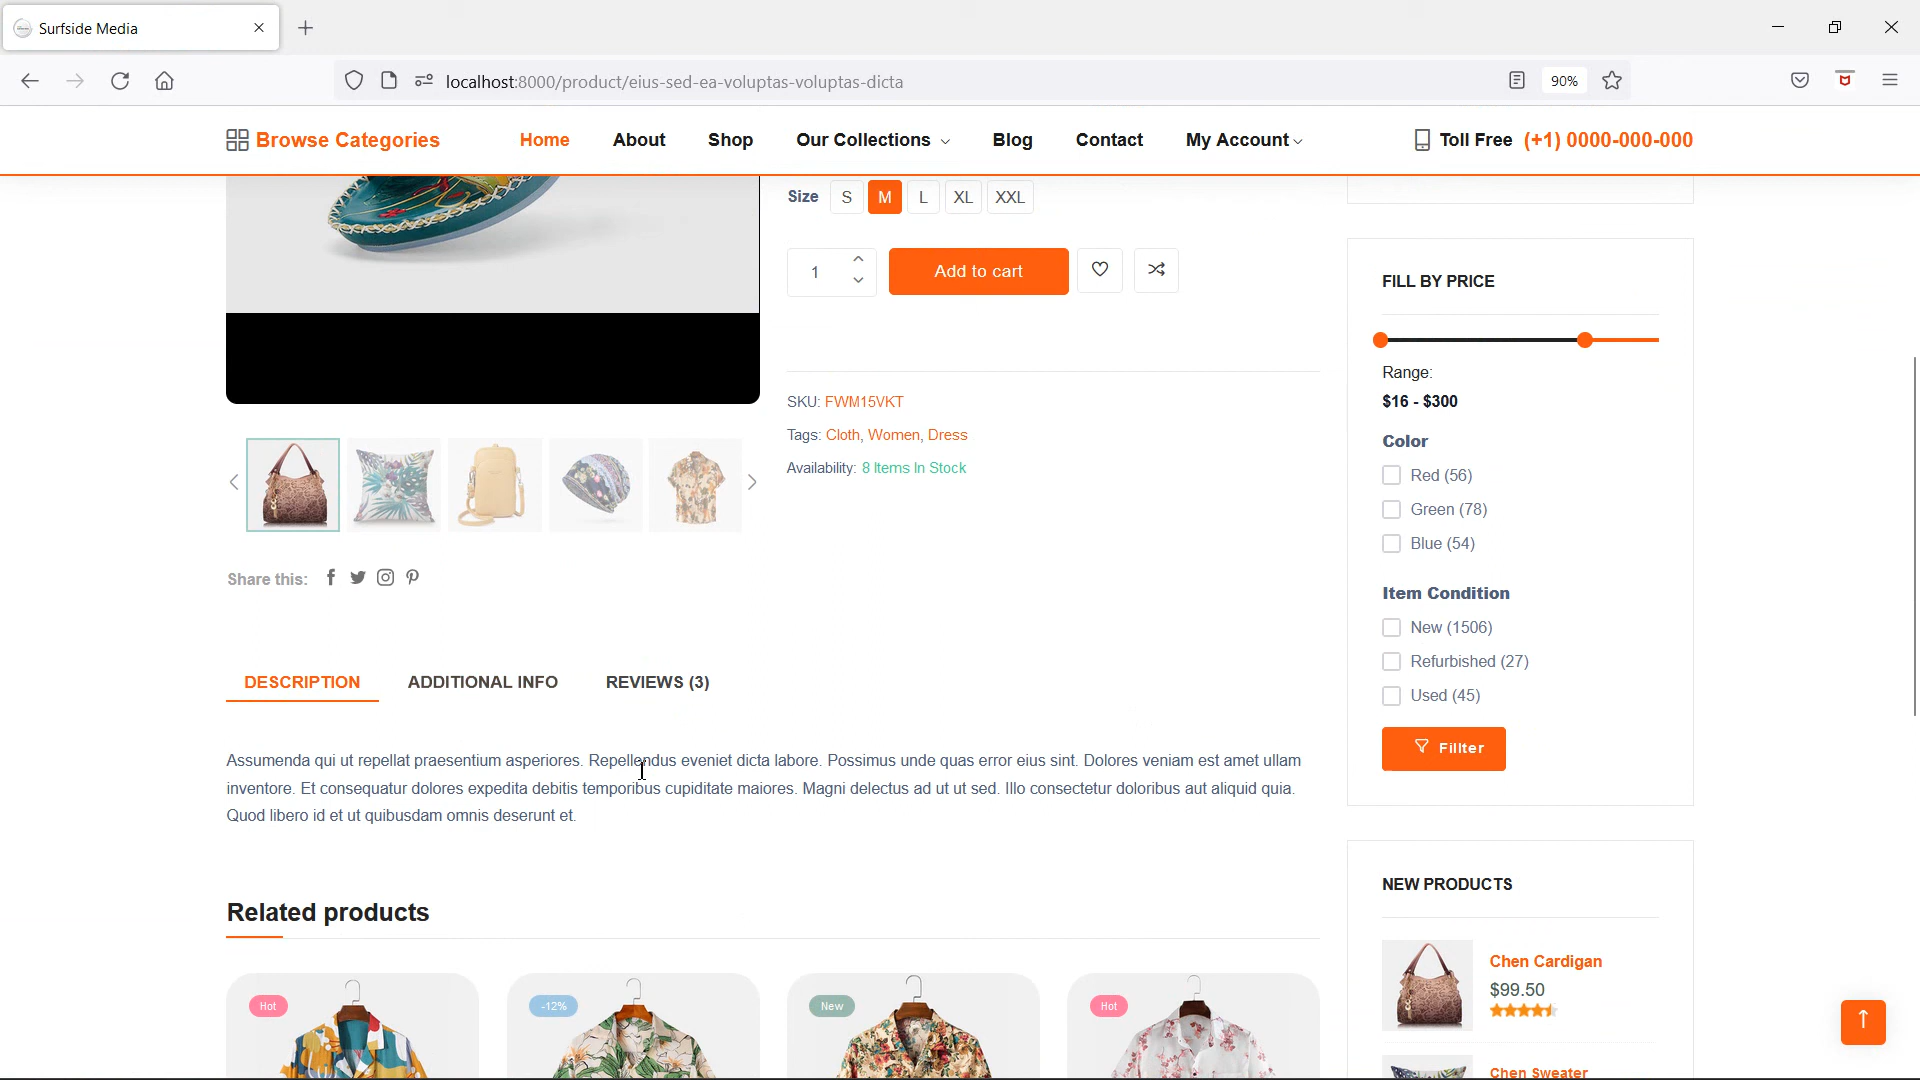 Surfside Media
localhost:8000/product/eius-sed-ea-voluptas-voluptas-dicta
90%
Browse Categories
Home
About
Shop
Our Collections
Blog
Contact
My Account
Toll Free (+1) 0000-000-000
Size S M L XL XXL
1
Add to cart
SKU: FWM15VKT
Tags: Cloth, Women, Dress
Availability: 8 Items In Stock
Share this:
DESCRIPTION
ADDITIONAL INFO
REVIEWS (3)
Assumenda qui ut repellat praesentium asperiores. Repellendus eveniet dicta labore. Possimus unde quas error eius sint. Dolores veniam est amet ullam
inventore. Et consequatur dolores expedita debitis temporibus cupiditate maiores. Magni delectus ad ut ut sed. Illo consectetur doloribus aut aliquid quia.
Quod libero id et ut quibusdam omnis deserunt et.
Related products
Hot
-12%
New
Hot
FILL BY PRICE
Range:
$16 - $300
Color
Red (56)
Green (78)
Blue (54)
Item Condition
New (1506)
Refurbished (27)
Used (45)
Fillter
NEW PRODUCTS
Chen Cardigan
$99.50
Chen Sweater